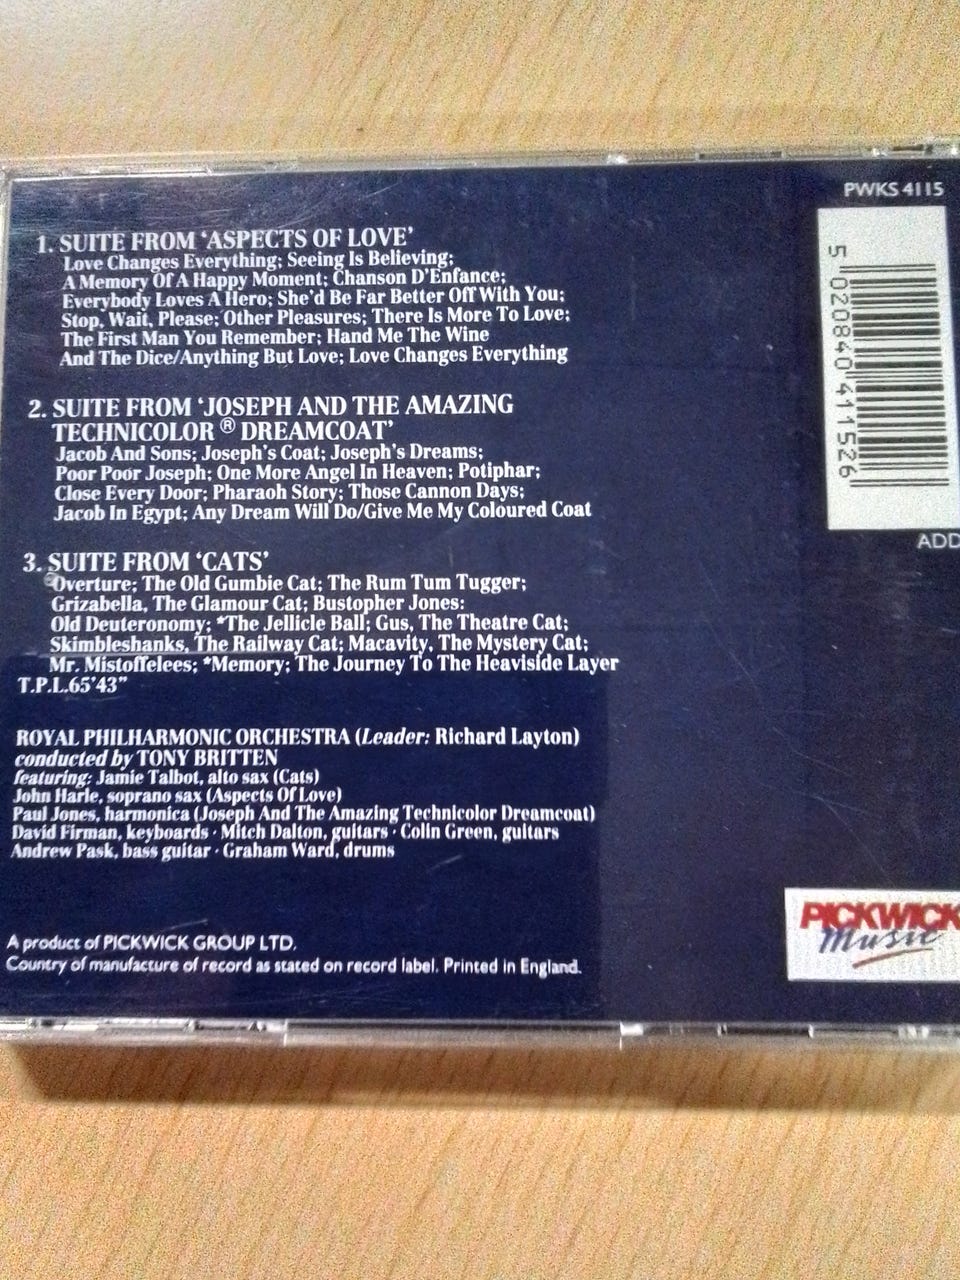 PWKS 4115
1. SUITE FROM ‘ASPECTS OF LOVE’
Love Changes Everything; Seeing Is Believing;
A Memory Of A Happy Moment; Chanson D’Enfance;
Everybody Loves A Hero; She’d Be Far Better Off With You;
Stop, Wait, Please; Other Pleasures; There Is More To Love;
The First Man You Remember; Hand Me The Wine
And The Dice/Anything But Love; Love Changes Everything
5 020840 411526
ADD
2. SUITE FROM ‘JOSEPH AND THE AMAZING
TECHNICOLOR ® DREAMCOAT’
Jacob And Sons; Joseph’s Coat; Joseph’s Dreams;
Poor Poor Joseph; One More Angel In Heaven; Potiphar;
Close Every Door; Pharaoh Story; Those Cannon Days;
Jacob In Egypt; Any Dream Will Do/Give Me My Coloured Coat
3. SUITE FROM ‘CATS’
Overture; The Old Gumbie Cat; The Rum Tum Tugger;
Grizabella, The Glamour Cat; Bustopher Jones:
Old Deuteronomy; *The Jellicle Ball; Gus, The Theatre Cat;
Skimbleshanks, The Railway Cat; Macavity, The Mystery Cat;
Mr. Mistoffelees; *Memory; The Journey To The Heaviside Layer
T.P.L.65’43”
ROYAL PHILHARMONIC ORCHESTRA (Leader: Richard Layton)
conducted by TONY BRITTEN
featuring: Jamie Talbot, alto sax (Cats)
John Harle, soprano sax (Aspects Of Love)
Paul Jones, harmonica (Joseph And The Amazing Technicolor Dreamcoat)
David Firman, keyboards · Mitch Dalton, guitars · Colin Green, guitars
Andrew Pask, bass guitar · Graham Ward, drums
PICKWICK
Music
A product of PICKWICK GROUP LTD.
Country of manufacture of record as stated on record label. Printed in England.